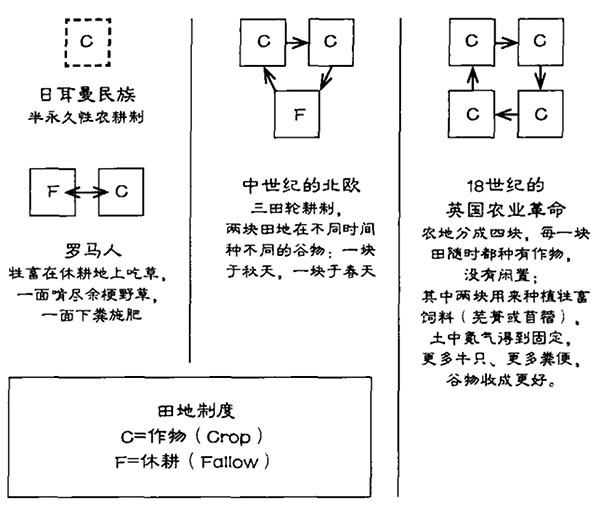 C
日耳曼民族
半永久性农耕制
F
C
罗马人
牲畜在休耕地上吃草，
一面啃尽余梗野草，
一面下粪施肥
C
C
F
中世纪的北欧
三田轮耕制，
两块田地在不同时间
种不同的谷物：一块
于秋天，一块于春天
C
C
C
C
18世纪的
英国农业革命
农地分成四块，每一块
田随时都种有作物，
没有闲置；
其中两块用来种植牲畜
饲料（芜菁或苜蓿），
土中氮气得到固定，
更多牛只、更多粪便，
谷物收成更好。
田地制度
C=作物（Crop）
F=休耕（Fallow）